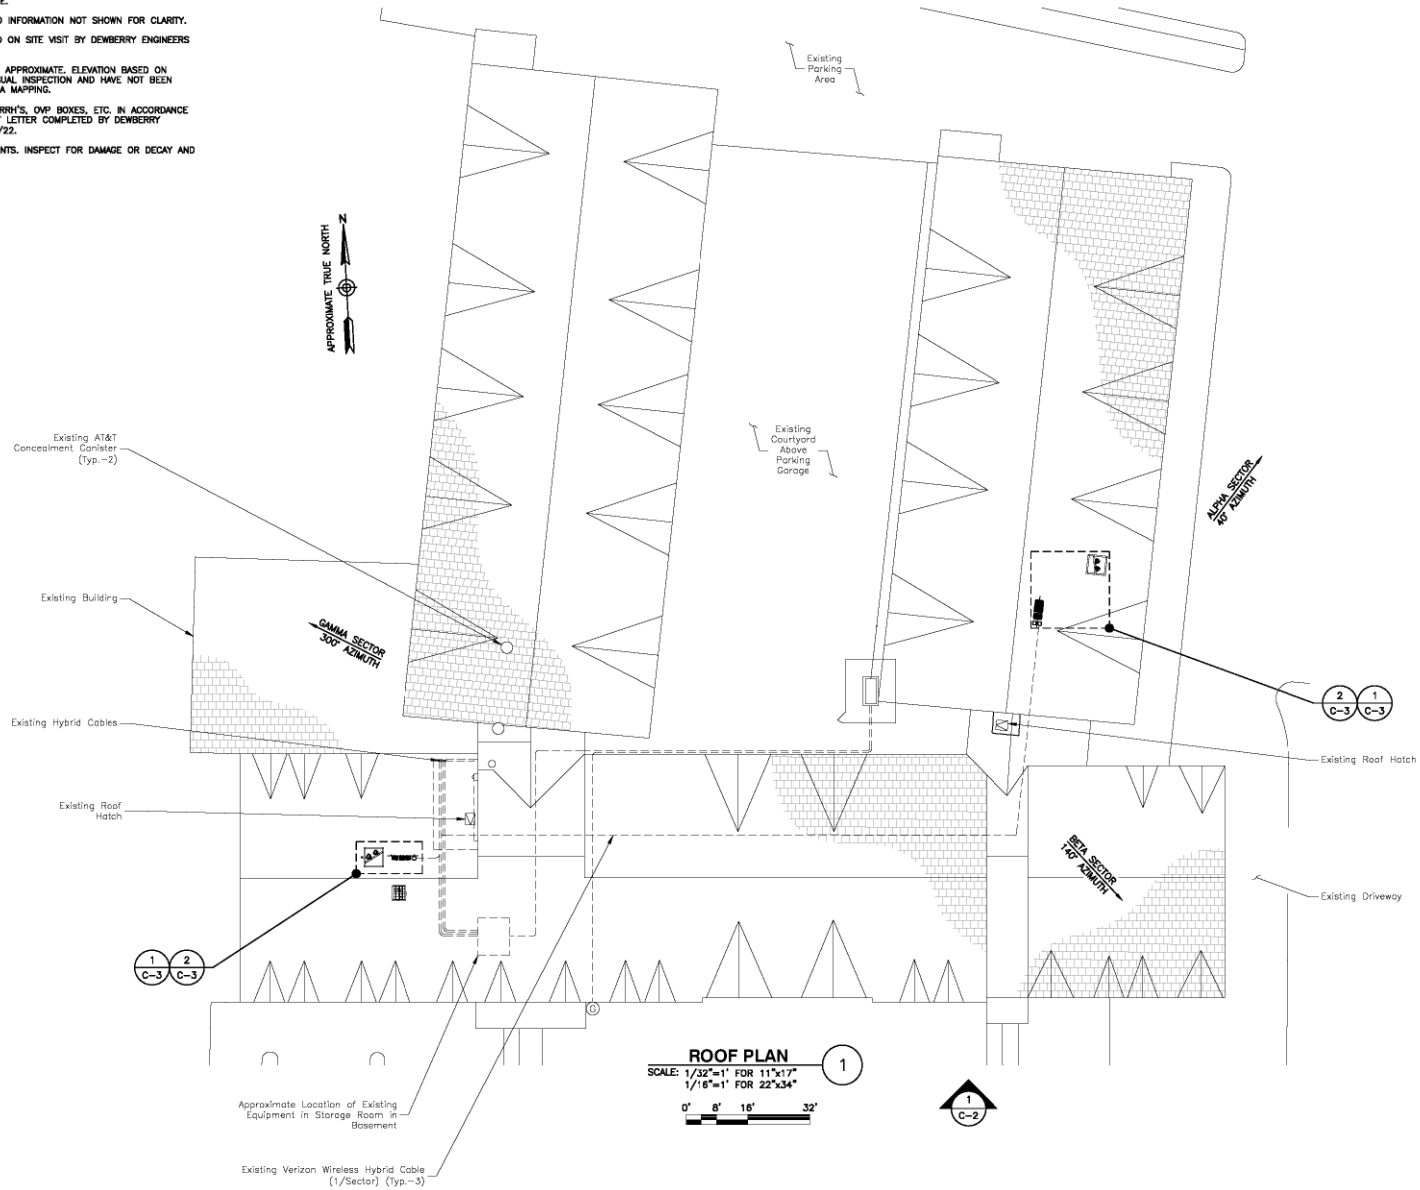 E.
D INFORMATION NOT SHOWN FOR CLARITY.
D ON SITE VISIT BY DEWBERRY ENGINEERS
APPROXIMATE. ELEVATION BASED ON
UAL INSPECTION AND HAVE NOT BEEN
A MAPPING.
RRH'S, OVP BOXES, ETC. IN ACCORDANCE
T LETTER COMPLETED BY DEWBERRY
/22.
NTS. INSPECT FOR DAMAGE OR DECAY AND
Existing
Parking
Area
N
APPROXIMATE TRUE NORTH
Existing AT&T
Concealment Canister
(Typ.-2)
Existing
Courtyard
Above
Parking
Garage
ALPHA SECTOR
40° AZIMUTH
Existing Building
GAMMA SECTOR
300° AZIMUTH
2
C-3
1
C-3
Existing Hybrid Cables
Existing Roof Hatch
Existing Roof
Hatch
BETA SECTOR
140° AZIMUTH
Existing Driveway
1
C-3
2
C-3
G
ROOF PLAN
1
SCALE: 1/32"=1' FOR 11"x17"
1/16"=1' FOR 22"x34"
0' 8' 16' 32'
1
C-2
Approximate Location of Existing
Equipment in Storage Room in
Basement
Existing Verizon Wireless Hybrid Cable
(1/Sector) (Typ.-3)